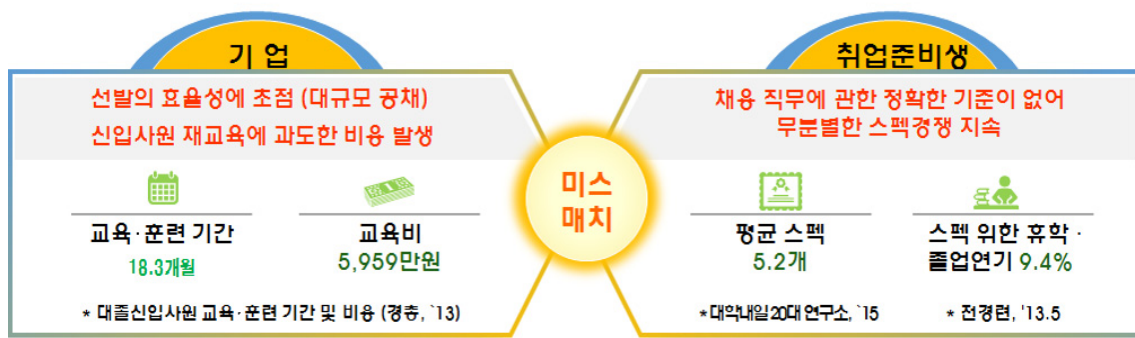 기 업
선발의 효율성에 초점 (대규모 공채)
신입사원 재교육에 과도한 비용 발생
교육·훈련 기간
18.3개월
교육비
5,959만원
* 대졸신입사원 교육·훈련 기간 및 비용 (경총, `13)
미스
매치
취업준비생
채용 직무에 관한 정확한 기준이 없어
무분별한 스펙경쟁 지속
평균 스펙
5.2개
스펙 위한 휴학·
졸업연기 9.4%
*대학내일20대연구소, `15
* 전경련, '13.5